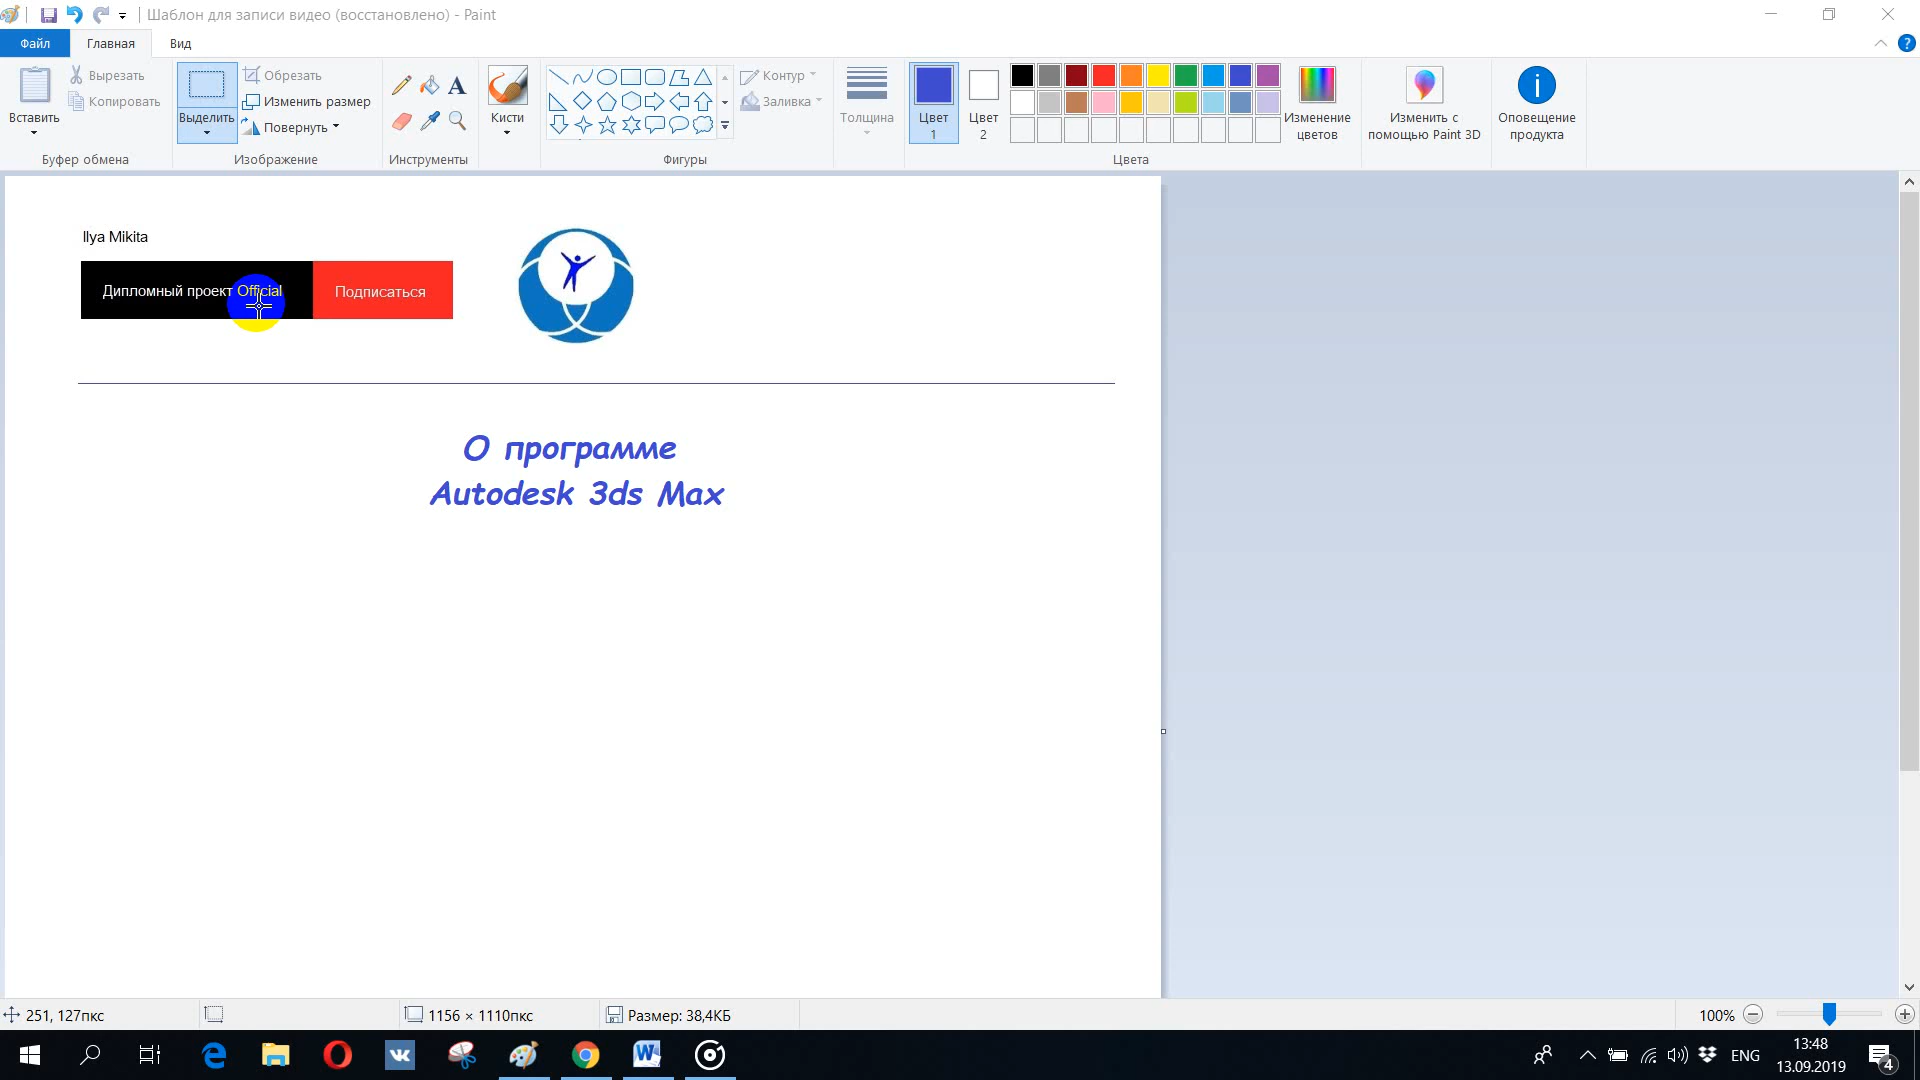 Шаблон для записи видео (восстановлено) - Paint
Файл
Главная
Вид
Вставить
Вырезать
Копировать
Буфер обмена
Выделить
Обрезать
Изменить размер
Повернуть
Изображение
Инструменты
Кисти
Фигуры
Контур
Заливка
Толщина
Цвет
1
Цвет
2
Цвета
Изменение
цветов
Изменить с
помощью Paint 3D
Оповещение
продукта
Ilya Mikita
Дипломный проект Official
Подписаться
О программе
Autodesk 3ds Max
251, 127пкс
1156 × 1110пкс
Размер: 38,4КБ
100%
ENG
13:48
13.09.2019
4